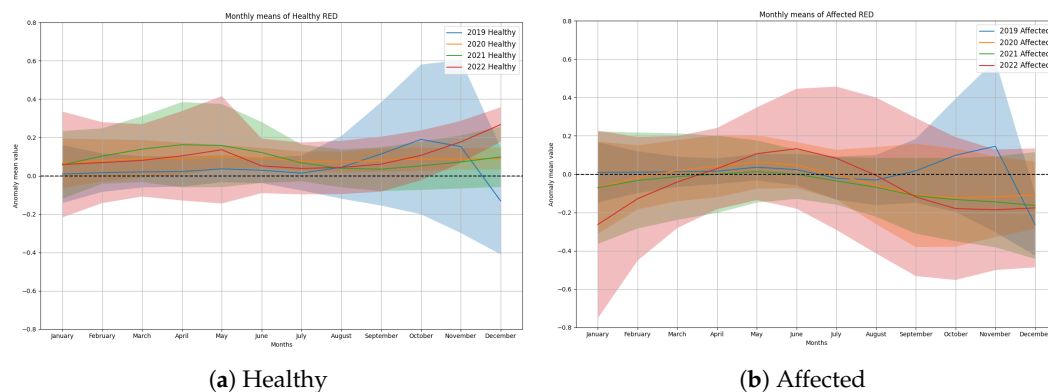 Monthly means of Healthy RED
0.8
0.6
0.4
0.2
0.0
−0.2
−0.4
−0.6
−0.8
Anomaly mean value
2019 Healthy
2020 Healthy
2021 Healthy
2022 Healthy
January February March April May June July August September October November December
Months
(a) Healthy
Monthly means of Affected RED
0.8
0.6
0.4
0.2
0.0
−0.2
−0.4
−0.6
−0.8
Anomaly mean value
2019 Affected
2020 Affected
2021 Affected
2022 Affected
January February March April May June July August September October November December
Months
(b) Affected